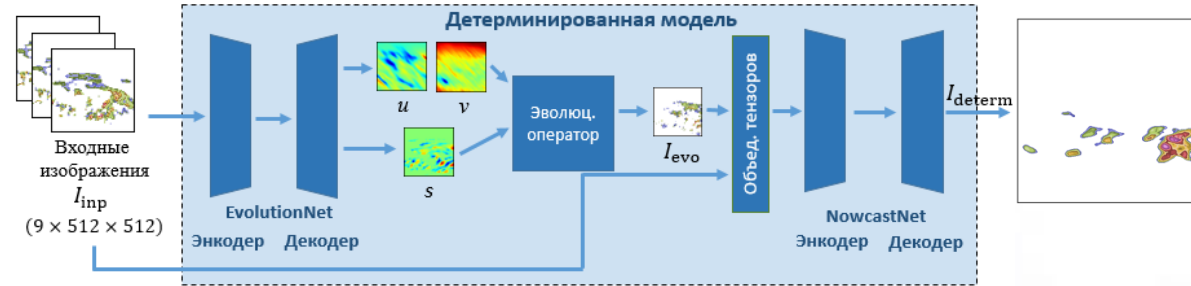 Детерминированная модель
Входные
изображения
I_inp
(9 × 512 × 512)
EvolutionNet
Энкодер
Декодер
u
v
s
Эволюц.
оператор
I_evo
Объед. тензоров
NowcastNet
Энкодер
Декодер
I_determ